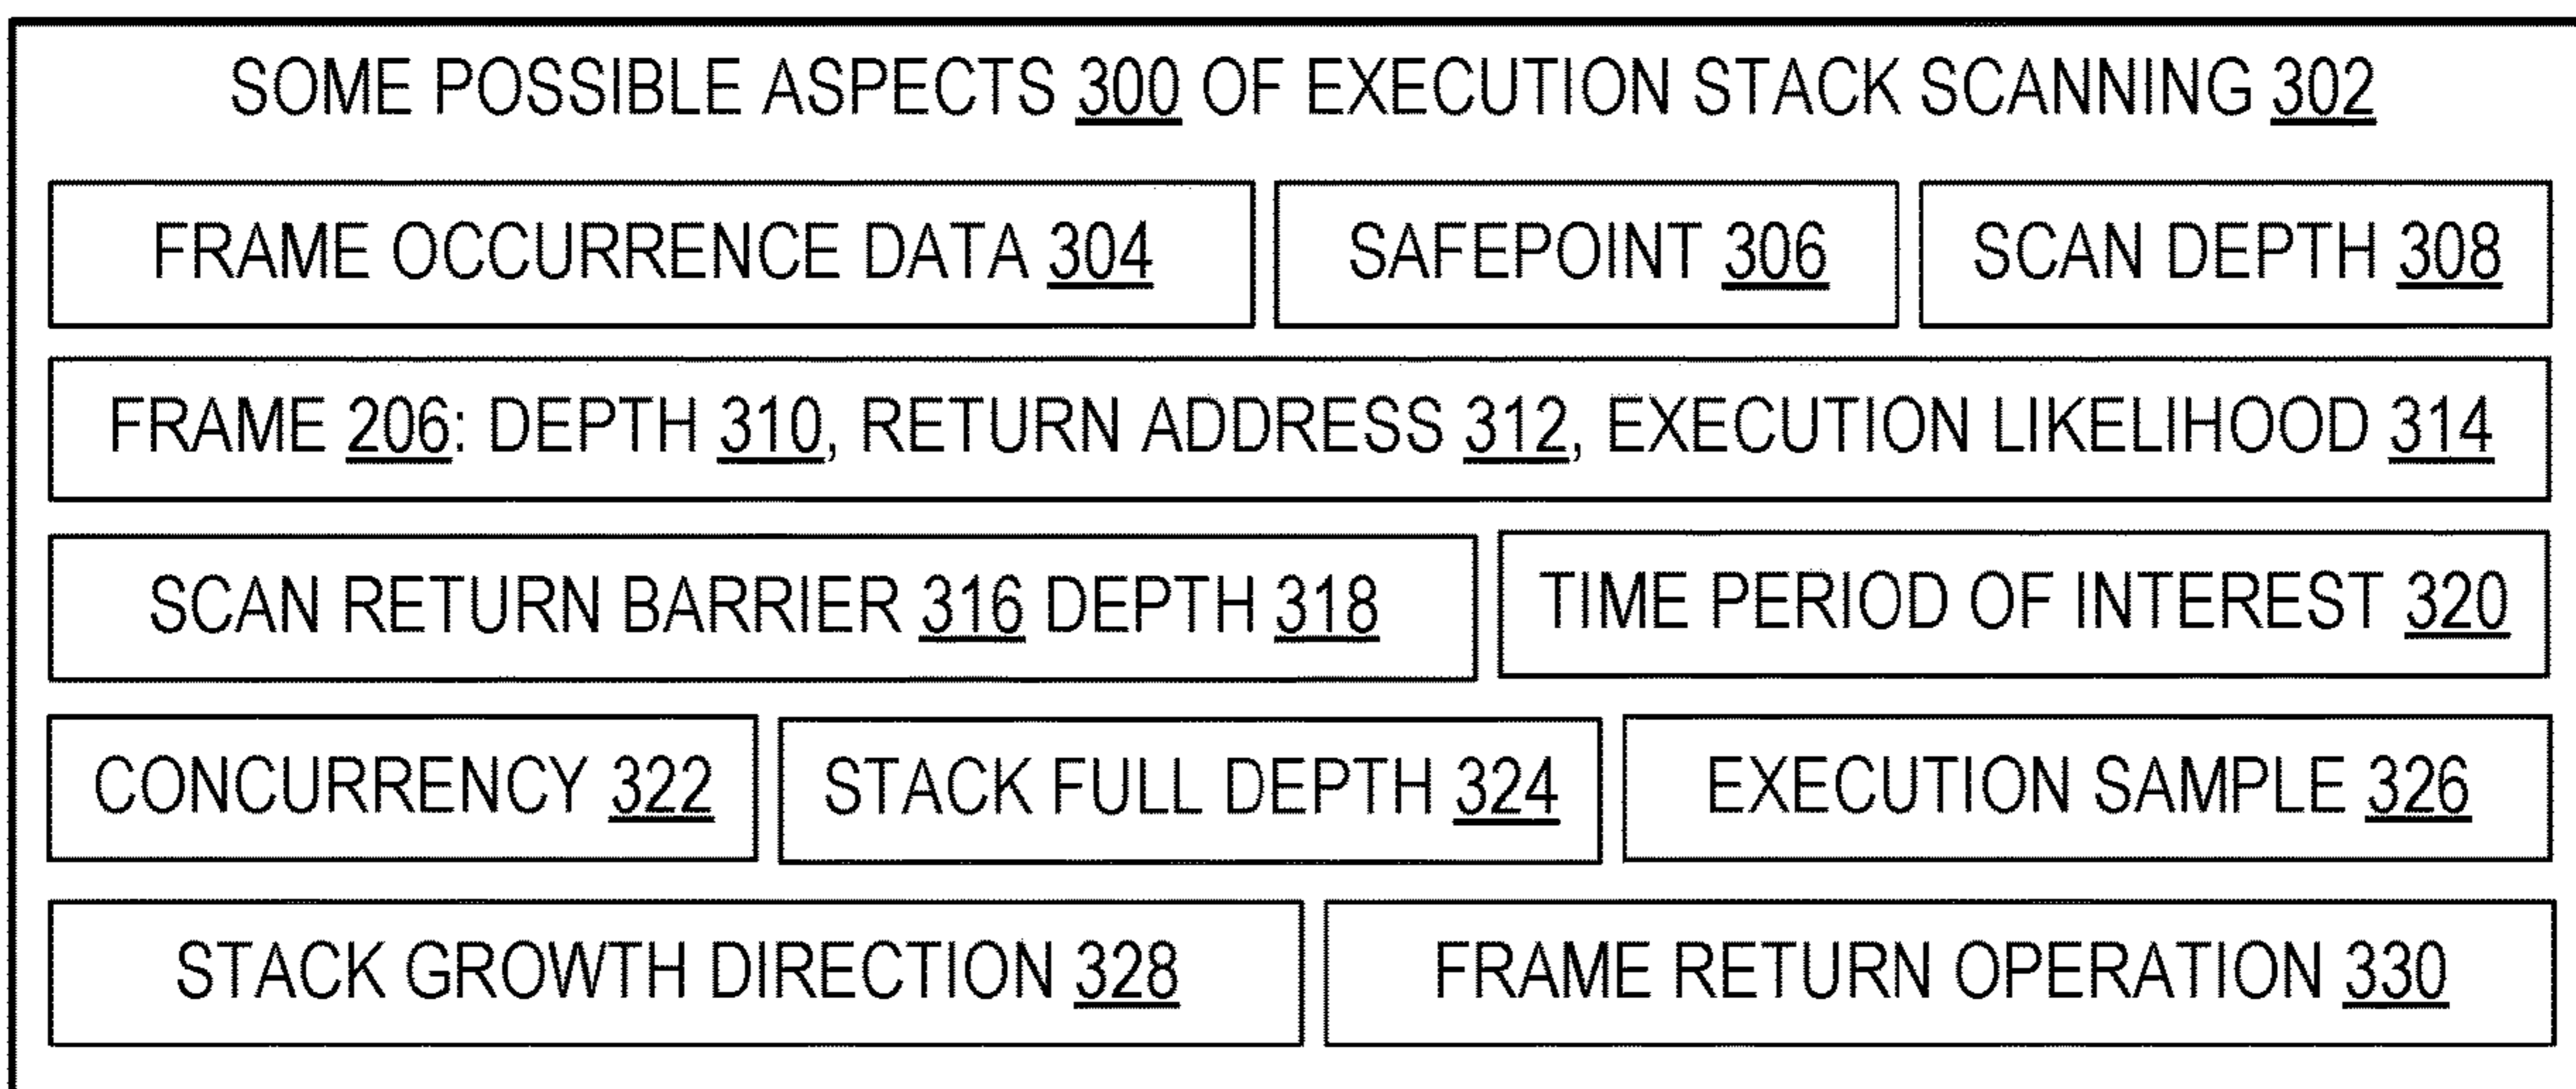 SOME POSSIBLE ASPECTS 300 OF EXECUTION STACK SCANNING 302
FRAME OCCURRENCE DATA 304
SAFEPOINT 306
SCAN DEPTH 308
FRAME 206: DEPTH 310, RETURN ADDRESS 312, EXECUTION LIKELIHOOD 314
SCAN RETURN BARRIER 316 DEPTH 318
TIME PERIOD OF INTEREST 320
CONCURRENCY 322
STACK FULL DEPTH 324
EXECUTION SAMPLE 326
STACK GROWTH DIRECTION 328
FRAME RETURN OPERATION 330